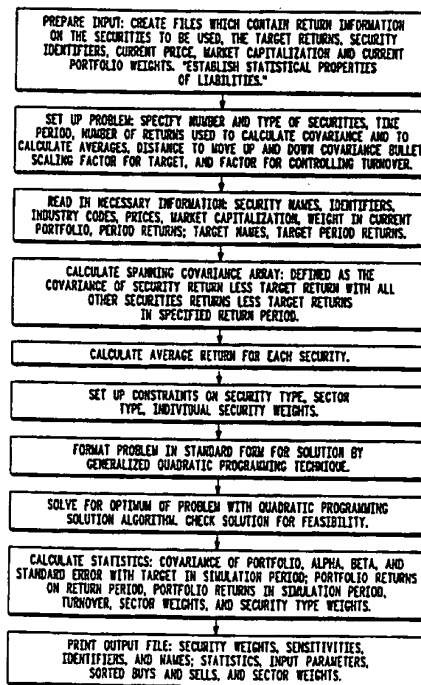 PREPARE INPUT: CREATE FILES WHICH CONTAIN RETURN INFORMATION
ON THE SECURITIES TO BE USED, THE TARGET RETURNS, SECURITY
IDENTIFIERS, CURRENT PRICE, MARKET CAPITALIZATION AND CURRENT
PORTFOLIO WEIGHTS. "ESTABLISH STATISTICAL PROPERTIES
OF LIABILITIES."
SET UP PROBLEM: SPECIFY NUMBER AND TYPE OF SECURITIES, TIME
PERIOD, NUMBER OF RETURNS USED TO CALCULATE COVARIANCE AND TO
CALCULATE AVERAGES, DISTANCE TO MOVE UP AND DOWN COVARIANCE BULLET,
SCALING FACTOR FOR TARGET, AND FACTOR FOR CONTROLLING TURNOVER.
READ IN NECESSARY INFORMATION: SECURITY NAMES, IDENTIFIERS,
INDUSTRY CODES, PRICES, MARKET CAPITALIZATION, WEIGHT IN CURRENT
PORTFOLIO, PERIOD RETURNS; TARGET NAMES, TARGET PERIOD RETURNS.
CALCULATE SPANNING COVARIANCE ARRAY: DEFINED AS THE
COVARIANCE OF SECURITY RETURN LESS TARGET RETURN WITH ALL
OTHER SECURITIES RETURNS LESS TARGET RETURNS
IN SPECIFIED RETURN PERIOD.
CALCULATE AVERAGE RETURN FOR EACH SECURITY.
SET UP CONSTRAINTS ON SECURITY TYPE, SECTOR
TYPE, INDIVIDUAL SECURITY WEIGHTS.
FORMAT PROBLEM IN STANDARD FORM FOR SOLUTION BY
GENERALIZED QUADRATIC PROGRAMMING TECHNIQUE.
SOLVE FOR OPTIMUM OF PROBLEM WITH QUADRATIC PROGRAMMING
SOLUTION ALGORITHM. CHECK SOLUTION FOR FEASIBILITY.
CALCULATE STATISTICS: COVARIANCE OF PORTFOLIO, ALPHA, BETA, AND
STANDARD ERROR WITH TARGET IN SIMULATION PERIOD; PORTFOLIO RETURNS
ON RETURN PERIOD, PORTFOLIO RETURNS IN SIMULATION PERIOD,
TURNOVER, SECTOR WEIGHTS, AND SECURITY TYPE WEIGHTS.
PRINT OUTPUT FILE: SECURITY WEIGHTS, SENSITIVITIES,
IDENTIFIERS, AND NAMES; STATISTICS, INPUT PARAMETERS,
SORTED BUYS AND SELLS, AND SECTOR WEIGHTS.